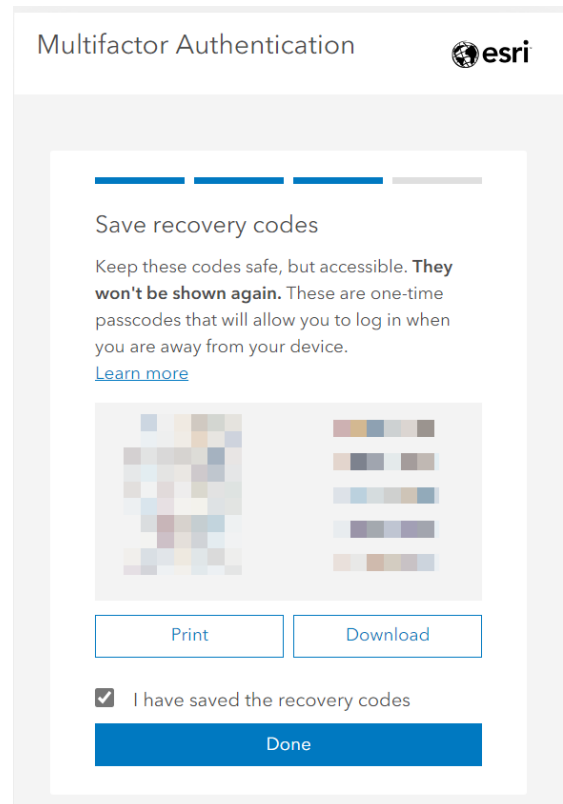 Multifactor Authentication
esri
Save recovery codes
Keep these codes safe, but accessible. They
won't be shown again. These are one-time
passcodes that will allow you to log in when
you are away from your device.
Learn more
Print
Download
I have saved the recovery codes
Done